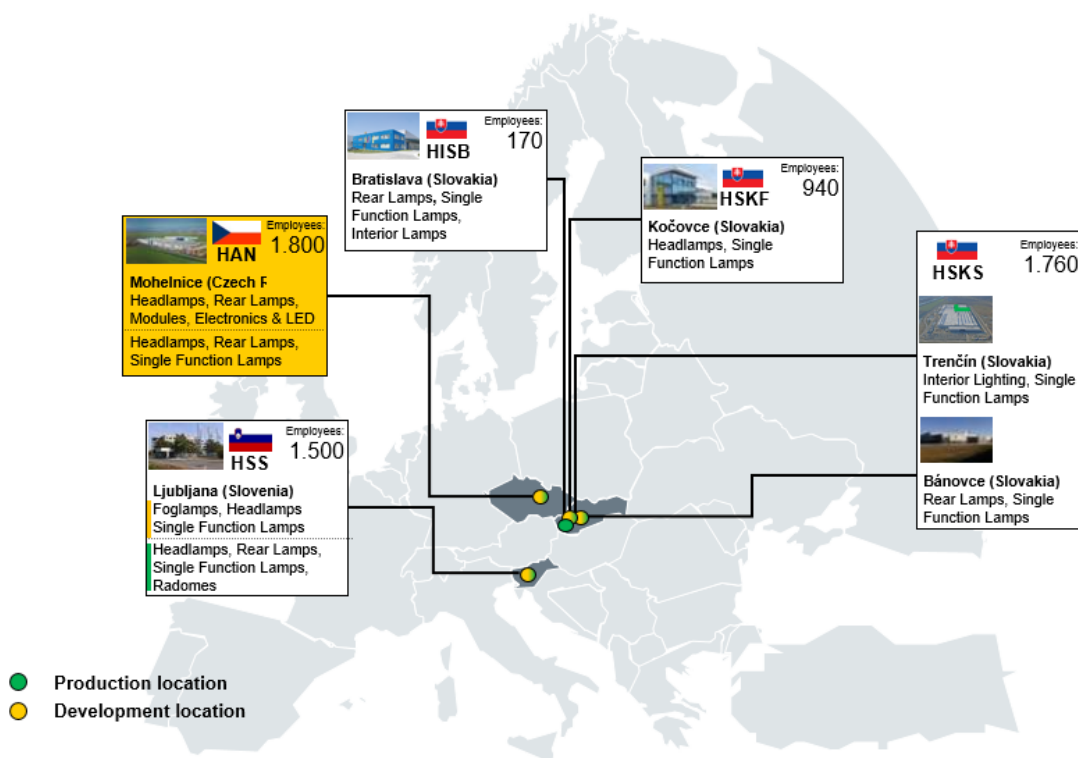 Employees:
170
HISB
Bratislava (Slovakia)
Rear Lamps, Single
Function Lamps,
Interior Lamps
Employees:
940
HSKF
Kočovce (Slovakia)
Headlamps, Single
Function Lamps
Employees:
1.800
HAN
Mohelnice (Czech F
Headlamps, Rear Lamps,
Modules, Electronics & LED
Headlamps, Rear Lamps,
Single Function Lamps
Employees:
1.760
HSKS
Trenčín (Slovakia)
Interior Lighting, Single
Function Lamps
Bánovce (Slovakia)
Rear Lamps, Single
Function Lamps
Employees:
1.500
HSS
Ljubljana (Slovenia)
Foglamps, Headlamps
Single Function Lamps
Headlamps, Rear Lamps,
Single Function Lamps,
Radomes
Production location
Development location